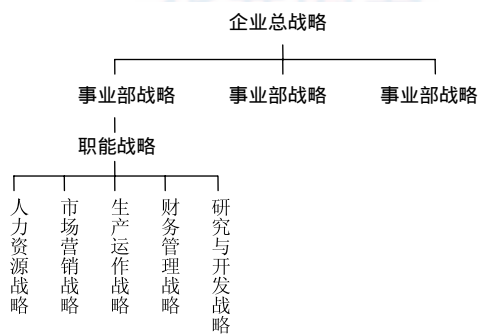 企业总战略
事业部战略 事业部战略 事业部战略
职能战略
人力资源战略
市场营销战略
生产运作战略
财务管理战略
研究与开发战略